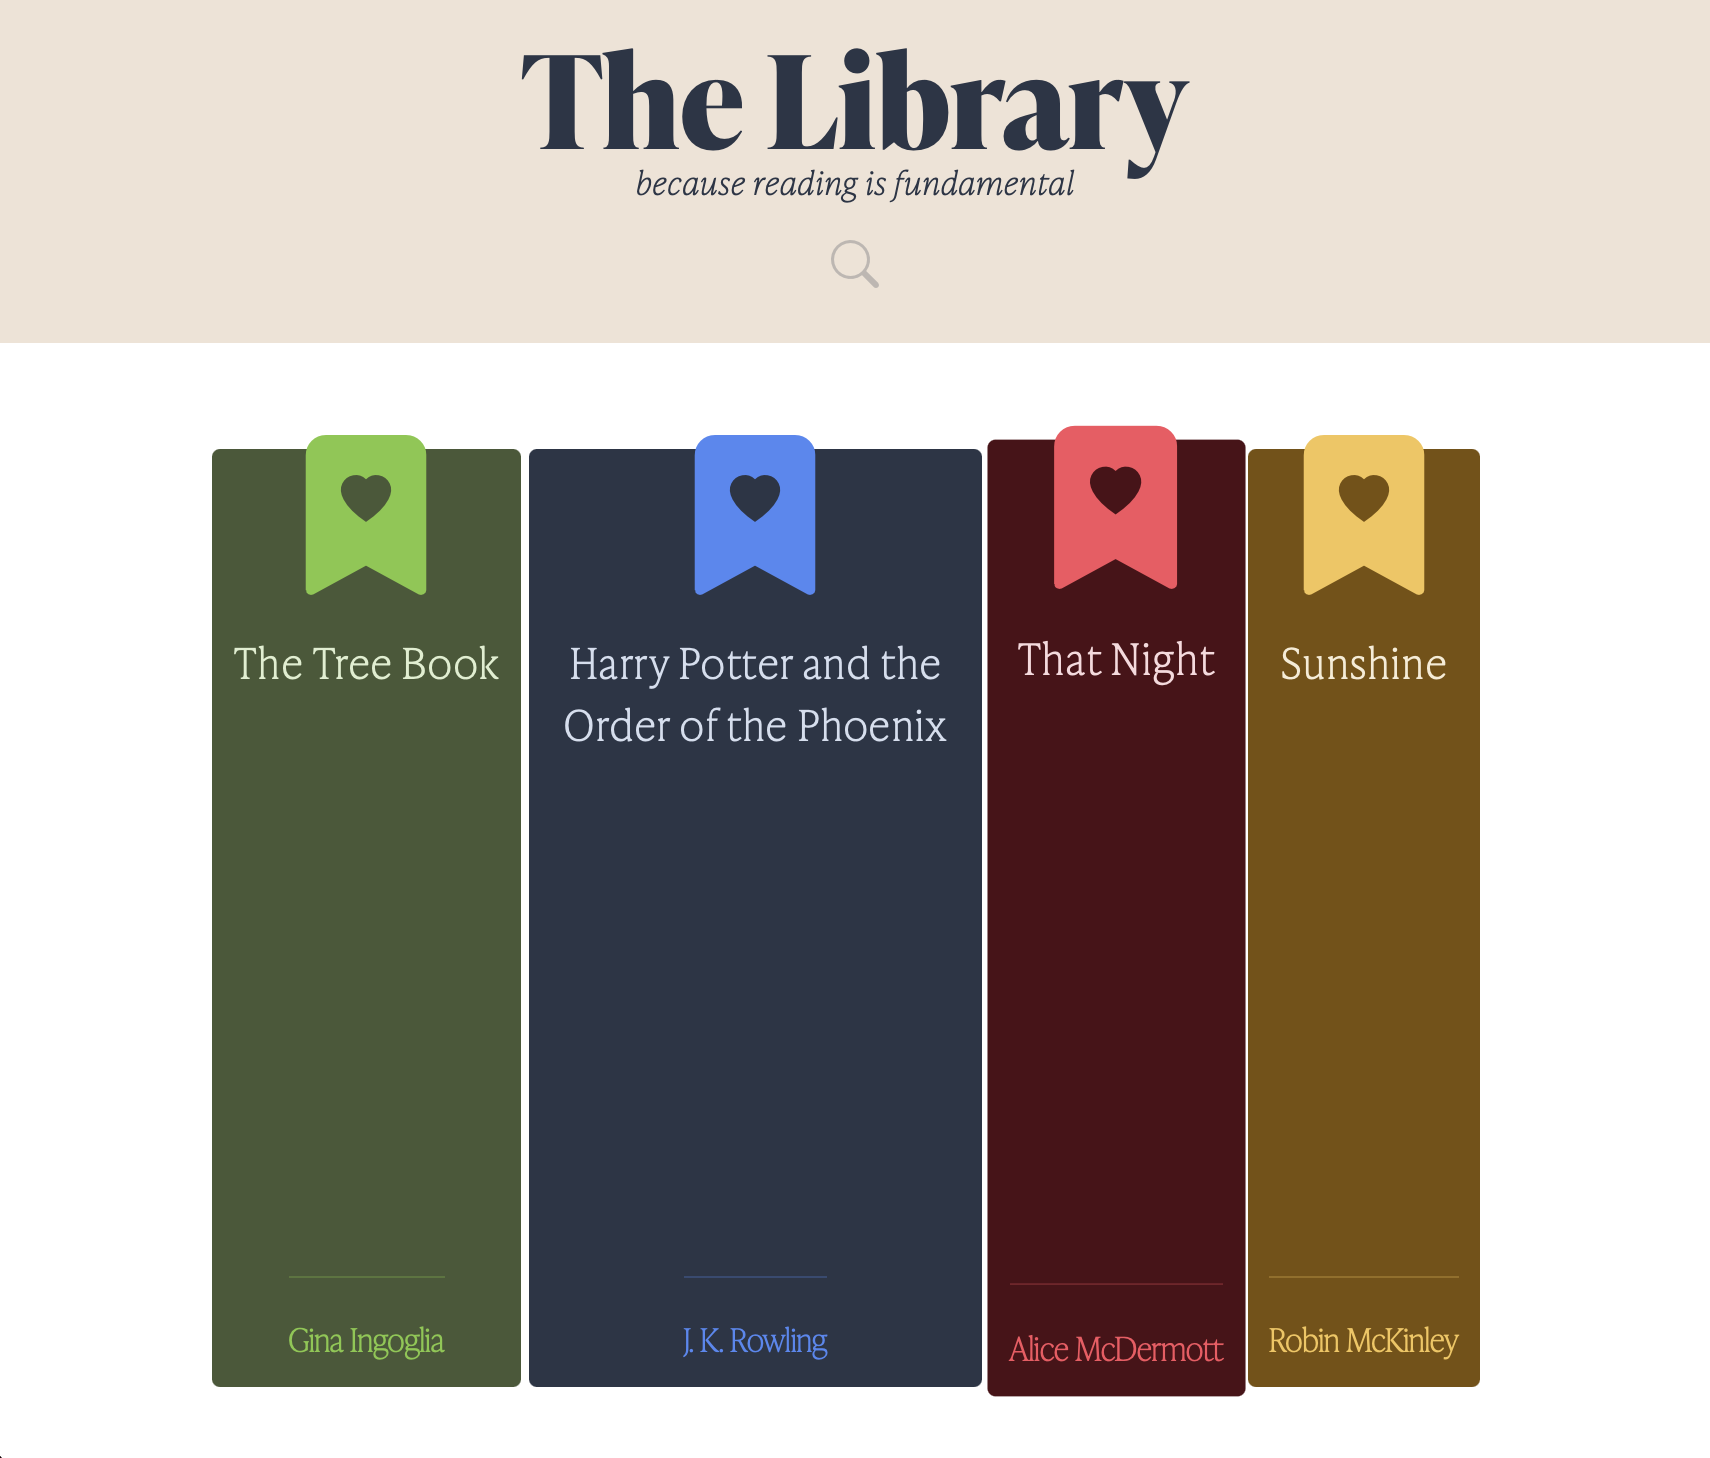 The Library
because reading is fundamental
The Tree Book
Gina Ingoglia
Harry Potter and the
Order of the Phoenix
J. K. Rowling
That Night
Alice McDermott
Sunshine
Robin McKinley